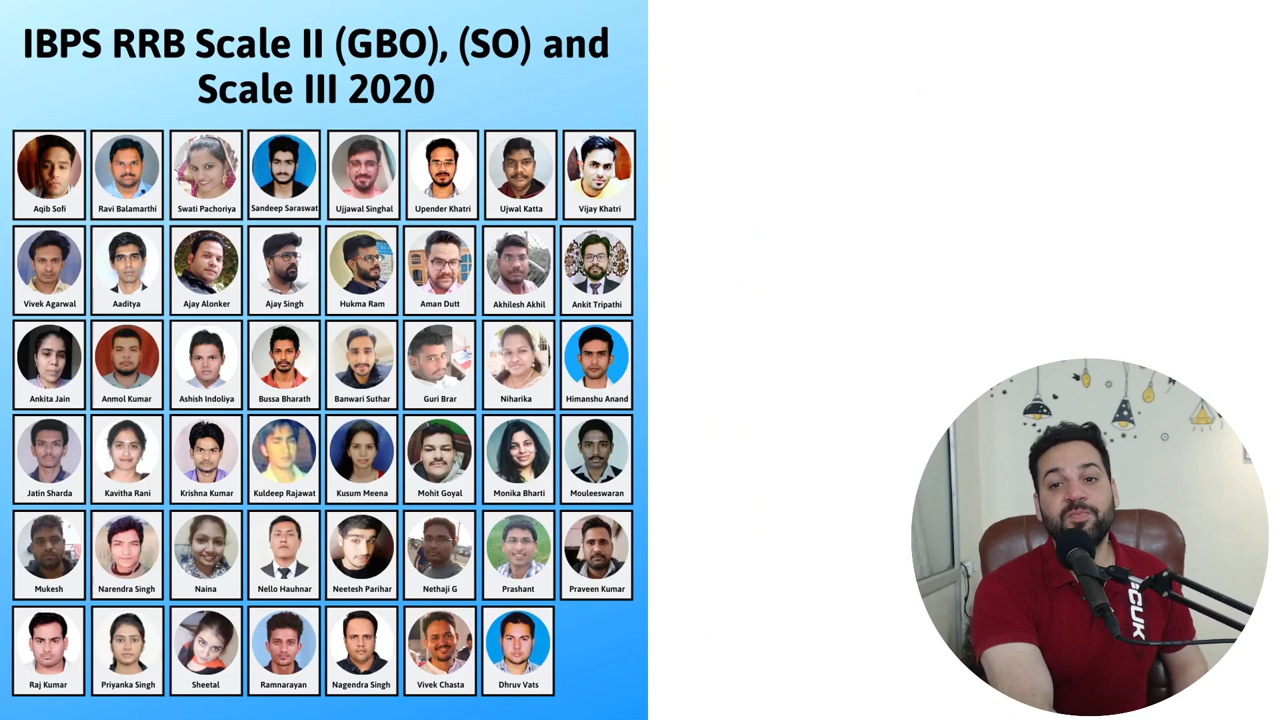 IBPS RRB Scale II (GBO), (SO) and
Scale III 2020
Aqib Sofi
Ravi Balamarthi
Swati Pachoriya
Sandeep Saraswat
Ujjawal Singhal
Upender Khatri
Ujwal Katta
Vijay Khatri
Vivek Agarwal
Aaditya
Ajay Alonker
Ajay Singh
Hukma Ram
Aman Dutt
Akhilesh Akhil
Ankit Tripathi
Ankita Jain
Anmol Kumar
Ashish Indoliya
Bussa Bharath
Banwari Suthar
Guri Brar
Niharika
Himanshu Anand
Jatin Sharda
Kavitha Rani
Krishna Kumar
Kuldeep Rajawat
Kusum Meena
Mohit Goyal
Monika Bharti
Mouleeswaran
Mukesh
Narendra Singh
Naina
Nello Hauhnar
Neetesh Parihar
Nethaji G
Prashant
Praveen Kumar
Raj Kumar
Priyanka Singh
Sheetal
Ramnarayan
Nagendra Singh
Vivek Chasta
Dhruv Vats